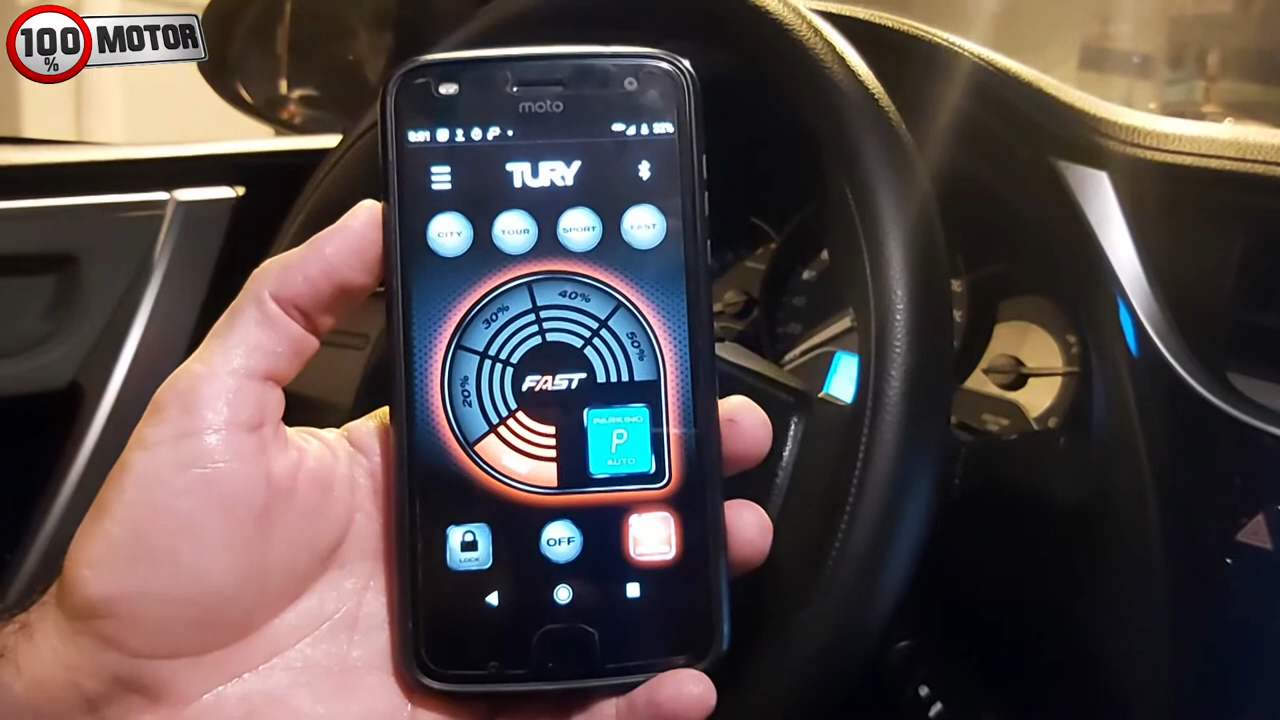 100
%
MOTOR
moto
TURY
CITY
TOUR
SPORT
FAST
20%
30%
40%
50%
FAST
PARKING
P
AUTO
LOCK
OFF